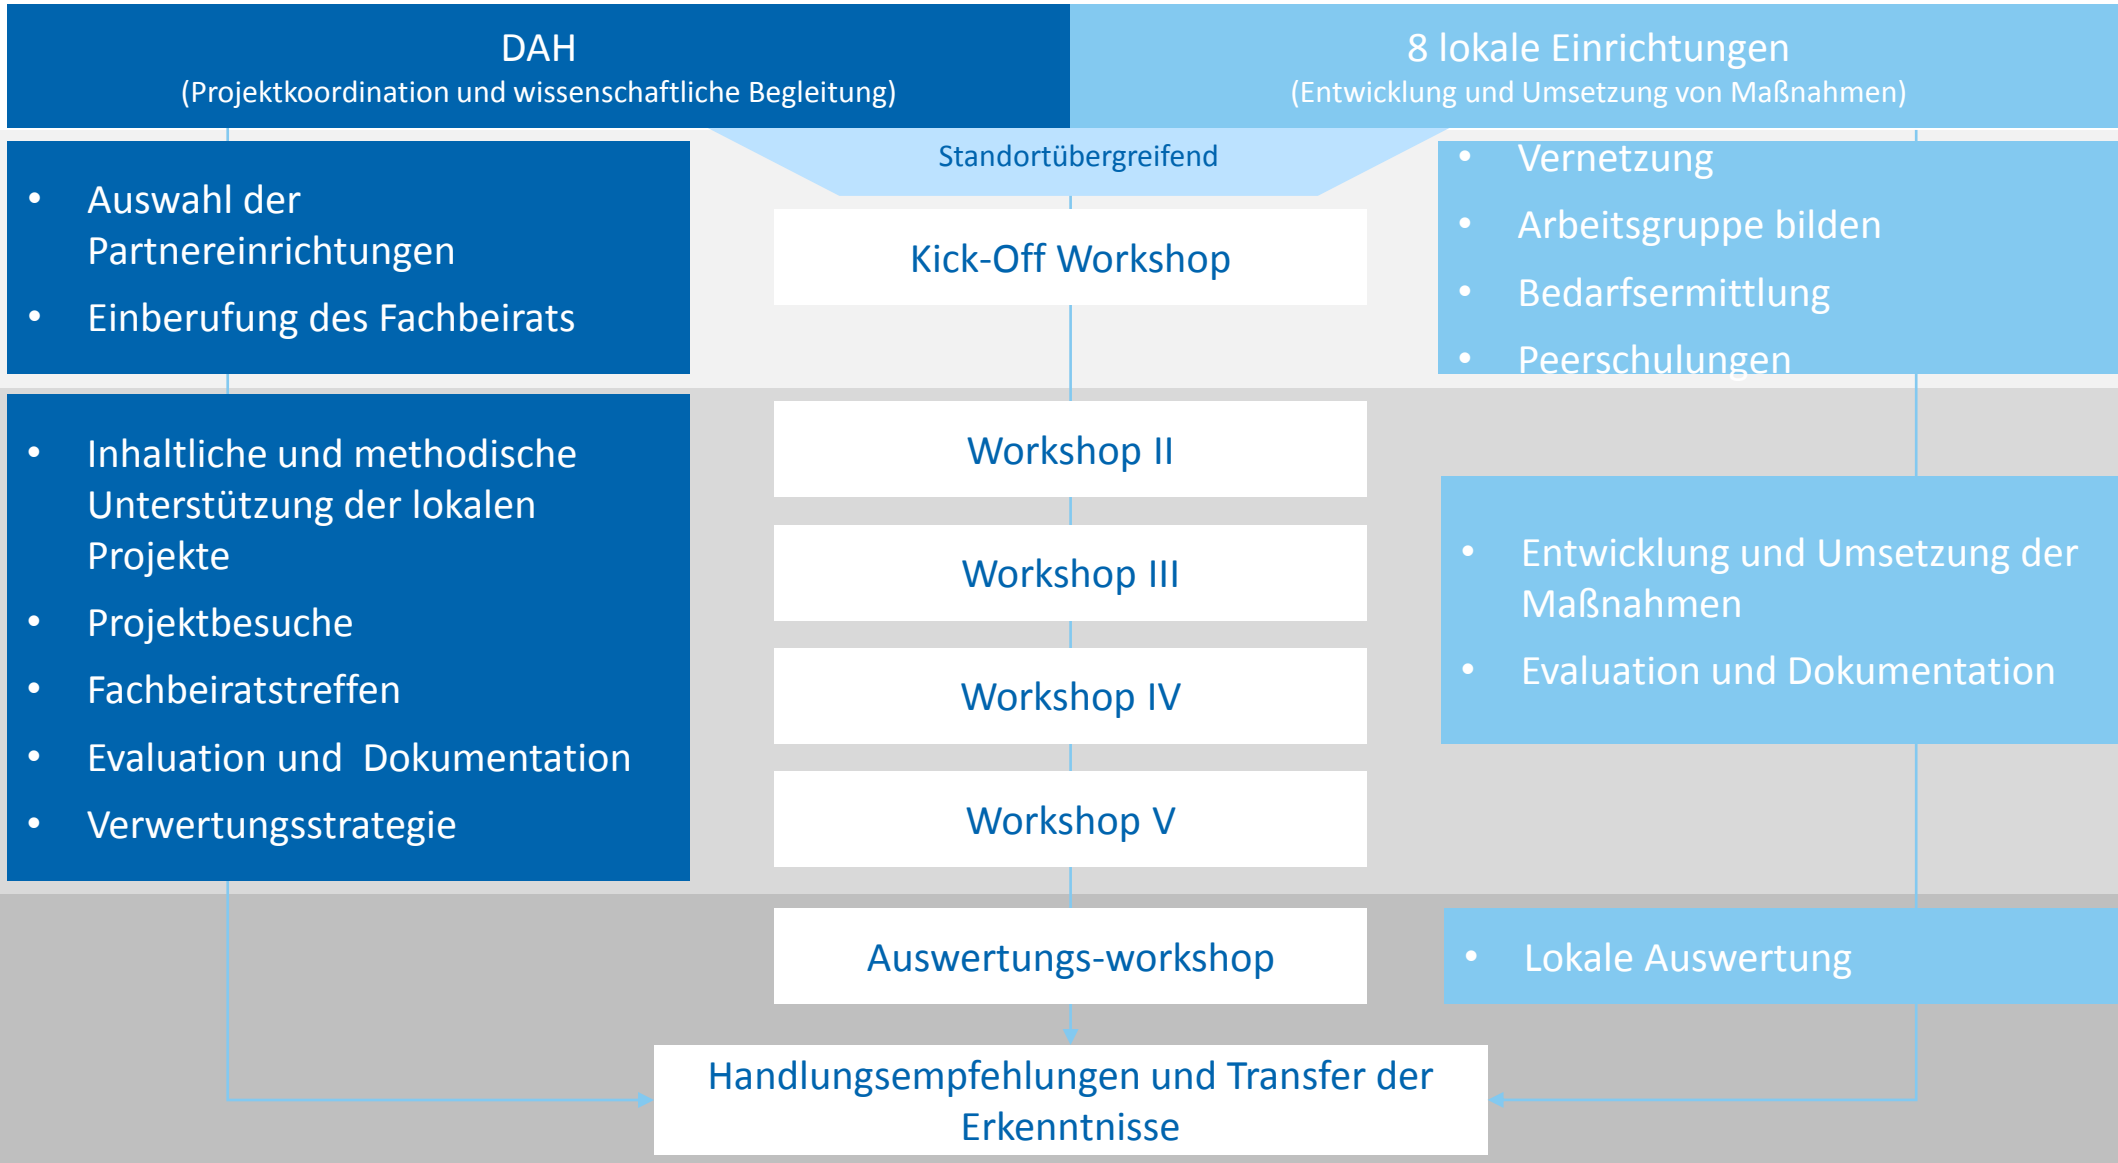 DAH
(Projektkoordination und wissenschaftliche Begleitung)
8 lokale Einrichtungen
(Entwicklung und Umsetzung von Maßnahmen)
Standortübergreifend
• Auswahl der
Partnereinrichtungen
• Einberufung des Fachbeirats
Kick-Off Workshop
• Vernetzung
• Arbeitsgruppe bilden
• Bedarfsermittlung
• Peerschulungen
• Inhaltliche und methodische
Unterstützung der lokalen
Projekte
• Projektbesuche
• Fachbeiratstreffen
• Evaluation und  Dokumentation
• Verwertungsstrategie
Workshop II
Workshop III
Workshop IV
Workshop V
• Entwicklung und Umsetzung der
Maßnahmen
• Evaluation und Dokumentation
Auswertungs-workshop
• Lokale Auswertung
Handlungsempfehlungen und Transfer der
Erkenntnisse